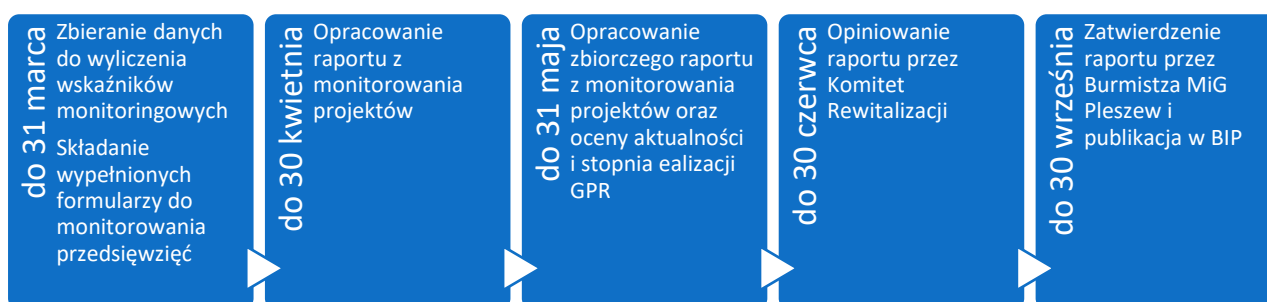 do 31 marca
Zbieranie danych
do wyliczenia
wskaźników
monitoringowych
Składanie
wypełnionych
formularzy do
monitorowania
przedsięwzięć
do 30 kwietnia
Opracowanie
raportu z
monitorowania
projektów
do 31 maja
Opracowanie
zbiorczego raportu
z monitorowania
projektów oraz
oceny aktualności
i stopnia ealizacji
GPR
do 30 czerwca
Opiniowanie
raportu przez
Komitet
Rewitalizacji
do 30 września
Zatwierdzenie
raportu przez
Burmistza MiG
Pleszew i
publikacja w BIP